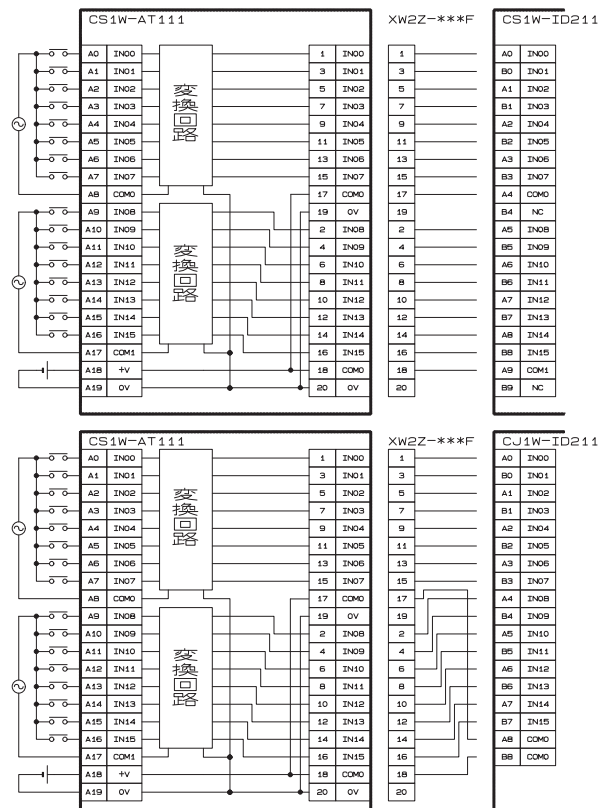 CS1W-AT111 XW2Z-***F CS1W-ID211
A0 IN00 1 IN00 1 A0 IN00
A1 IN01 3 IN01 3 B0 IN01
A2 IN02 5 IN02 5 A1 IN02
A3 IN03 7 IN03 7 B1 IN03
A4 IN04 9 IN04 9 A2 IN04
A5 IN05 11 IN05 11 B2 IN05
A6 IN06 13 IN06 13 A3 IN06
A7 IN07 15 IN07 15 B3 IN07
変換回路
A8 COM0 17 COM0 17 A4 COM0
A9 IN08 19 0V 19 B4 NC
A10 IN09 2 IN08 2 A5 IN08
A11 IN10 4 IN09 4 B5 IN09
A12 IN11 6 IN10 6 A6 IN10
A13 IN12 8 IN11 8 B6 IN11
A14 IN13 10 IN12 10 A7 IN12
A15 IN14 12 IN13 12 B7 IN13
A16 IN15 14 IN14 14 A8 IN14
変換回路
A17 COM1 16 IN15 16 B8 IN15
A18 +V 18 COM0 18 A9 COM1
A19 0V 20 0V 20 B9 NC
CS1W-AT111 XW2Z-***F CJ1W-ID211
A0 IN00 1 IN00 1 A0 IN00
A1 IN01 3 IN01 3 B0 IN01
A2 IN02 5 IN02 5 A1 IN02
A3 IN03 7 IN03 7 B1 IN03
A4 IN04 9 IN04 9 A2 IN04
A5 IN05 11 IN05 11 B2 IN05
A6 IN06 13 IN06 13 A3 IN06
A7 IN07 15 IN07 15 B3 IN07
変換回路
A8 COM0 17 COM0 17 A4 IN08
A9 IN08 19 0V 19 B4 IN09
A10 IN09 2 IN08 2 A5 IN10
A11 IN10 4 IN09 4 B5 IN11
A12 IN11 6 IN10 6 A6 IN12
A13 IN12 8 IN11 8 B6 IN13
A14 IN13 10 IN12 10 A7 IN14
A15 IN14 12 IN13 12 B7 IN15
A16 IN15 14 IN14 14 A8 COM0
変換回路
A17 COM1 16 IN15 16 B8 COM0
A18 +V 18 COM0 18
A19 0V 20 0V 20